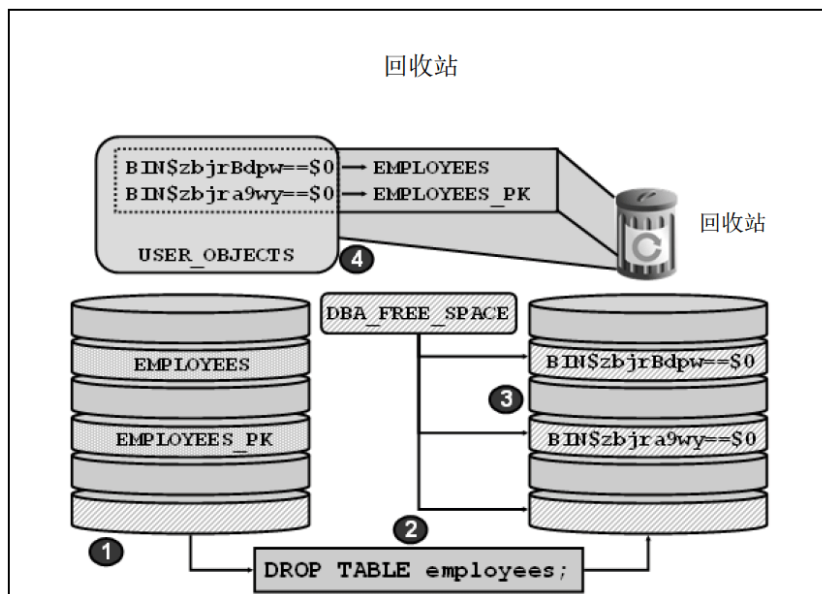 回收站
BIN$zbjrBdpw==$0 EMPLOYEES
BIN$zbjra9wy==$0 EMPLOYEES_PK
USER_OBJECTS
4
回收站
DBA_FREE_SPACE
EMPLOYEES
BIN$zbjrBdpw==$0
3
EMPLOYEES_PK
BIN$zbjra9wy==$0
1
2
DROP TABLE employees;